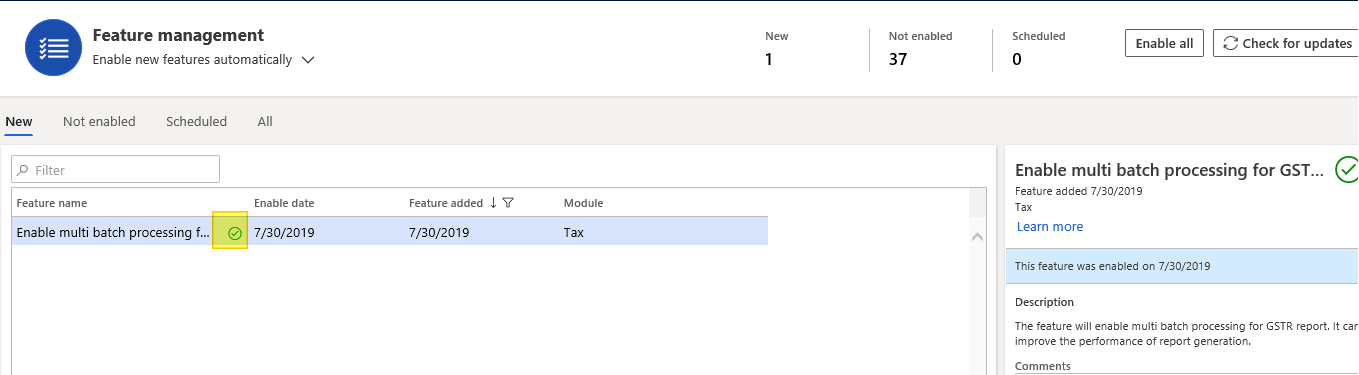 Feature management
Enable new features automatically
New
1
Not enabled
37
Scheduled
0
Enable all
Check for updates
New Not enabled Scheduled All
Filter
Feature name Enable date Feature added Module
Enable multi batch processing f... 7/30/2019 7/30/2019 Tax
Enable multi batch processing for GST...
Feature added 7/30/2019
Tax
Learn more
This feature was enabled on 7/30/2019
Description
The feature will enable multi batch processing for GSTR report. It can
improve the performance of report generation.
Comments